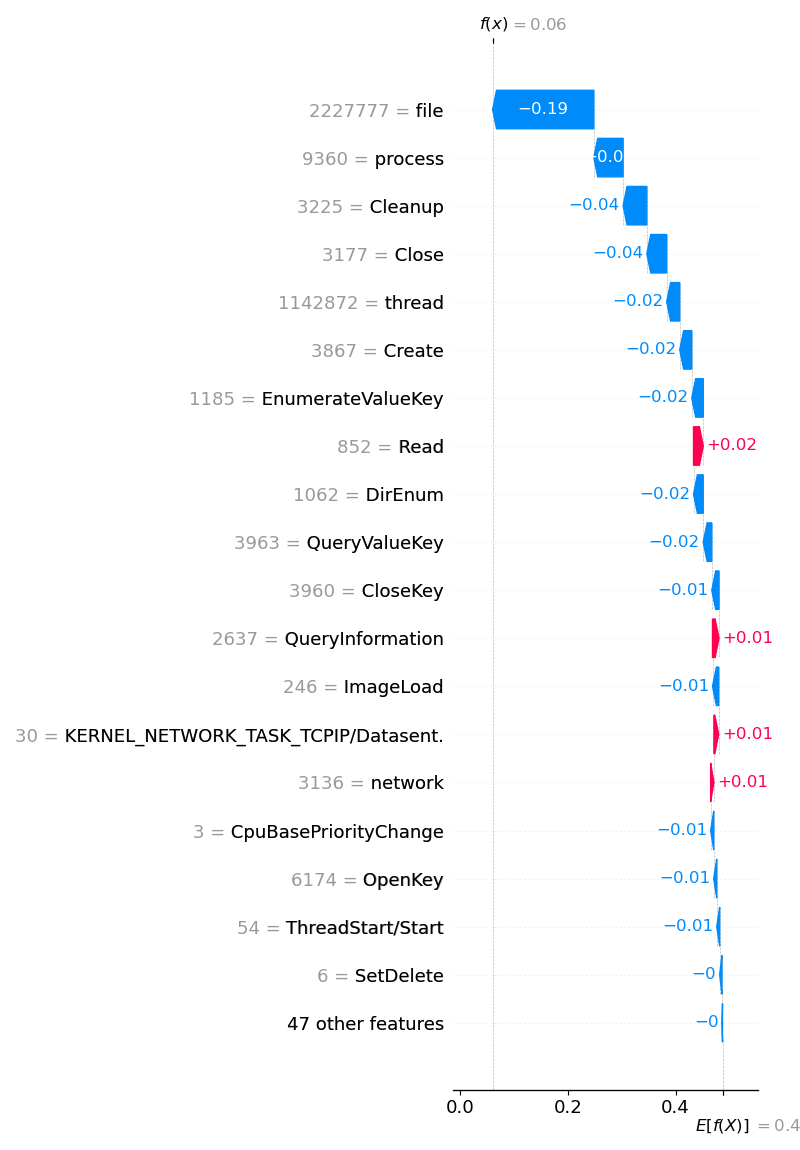 f(x) = 0.06
2227777 = file −0.19
9360 = process −0.0
3225 = Cleanup −0.04
3177 = Close −0.04
1142872 = thread −0.02
3867 = Create −0.02
1185 = EnumerateValueKey −0.02
852 = Read +0.02
1062 = DirEnum −0.02
3963 = QueryValueKey −0.02
3960 = CloseKey −0.01
2637 = QueryInformation +0.01
246 = ImageLoad −0.01
30 = KERNEL_NETWORK_TASK_TCPIP/Datasent. +0.01
3136 = network +0.01
3 = CpuBasePriorityChange −0.01
6174 = OpenKey −0.01
54 = ThreadStart/Start −0.01
6 = SetDelete −0
47 other features −0
0.0 0.2 0.4
E[f(X)] = 0.4